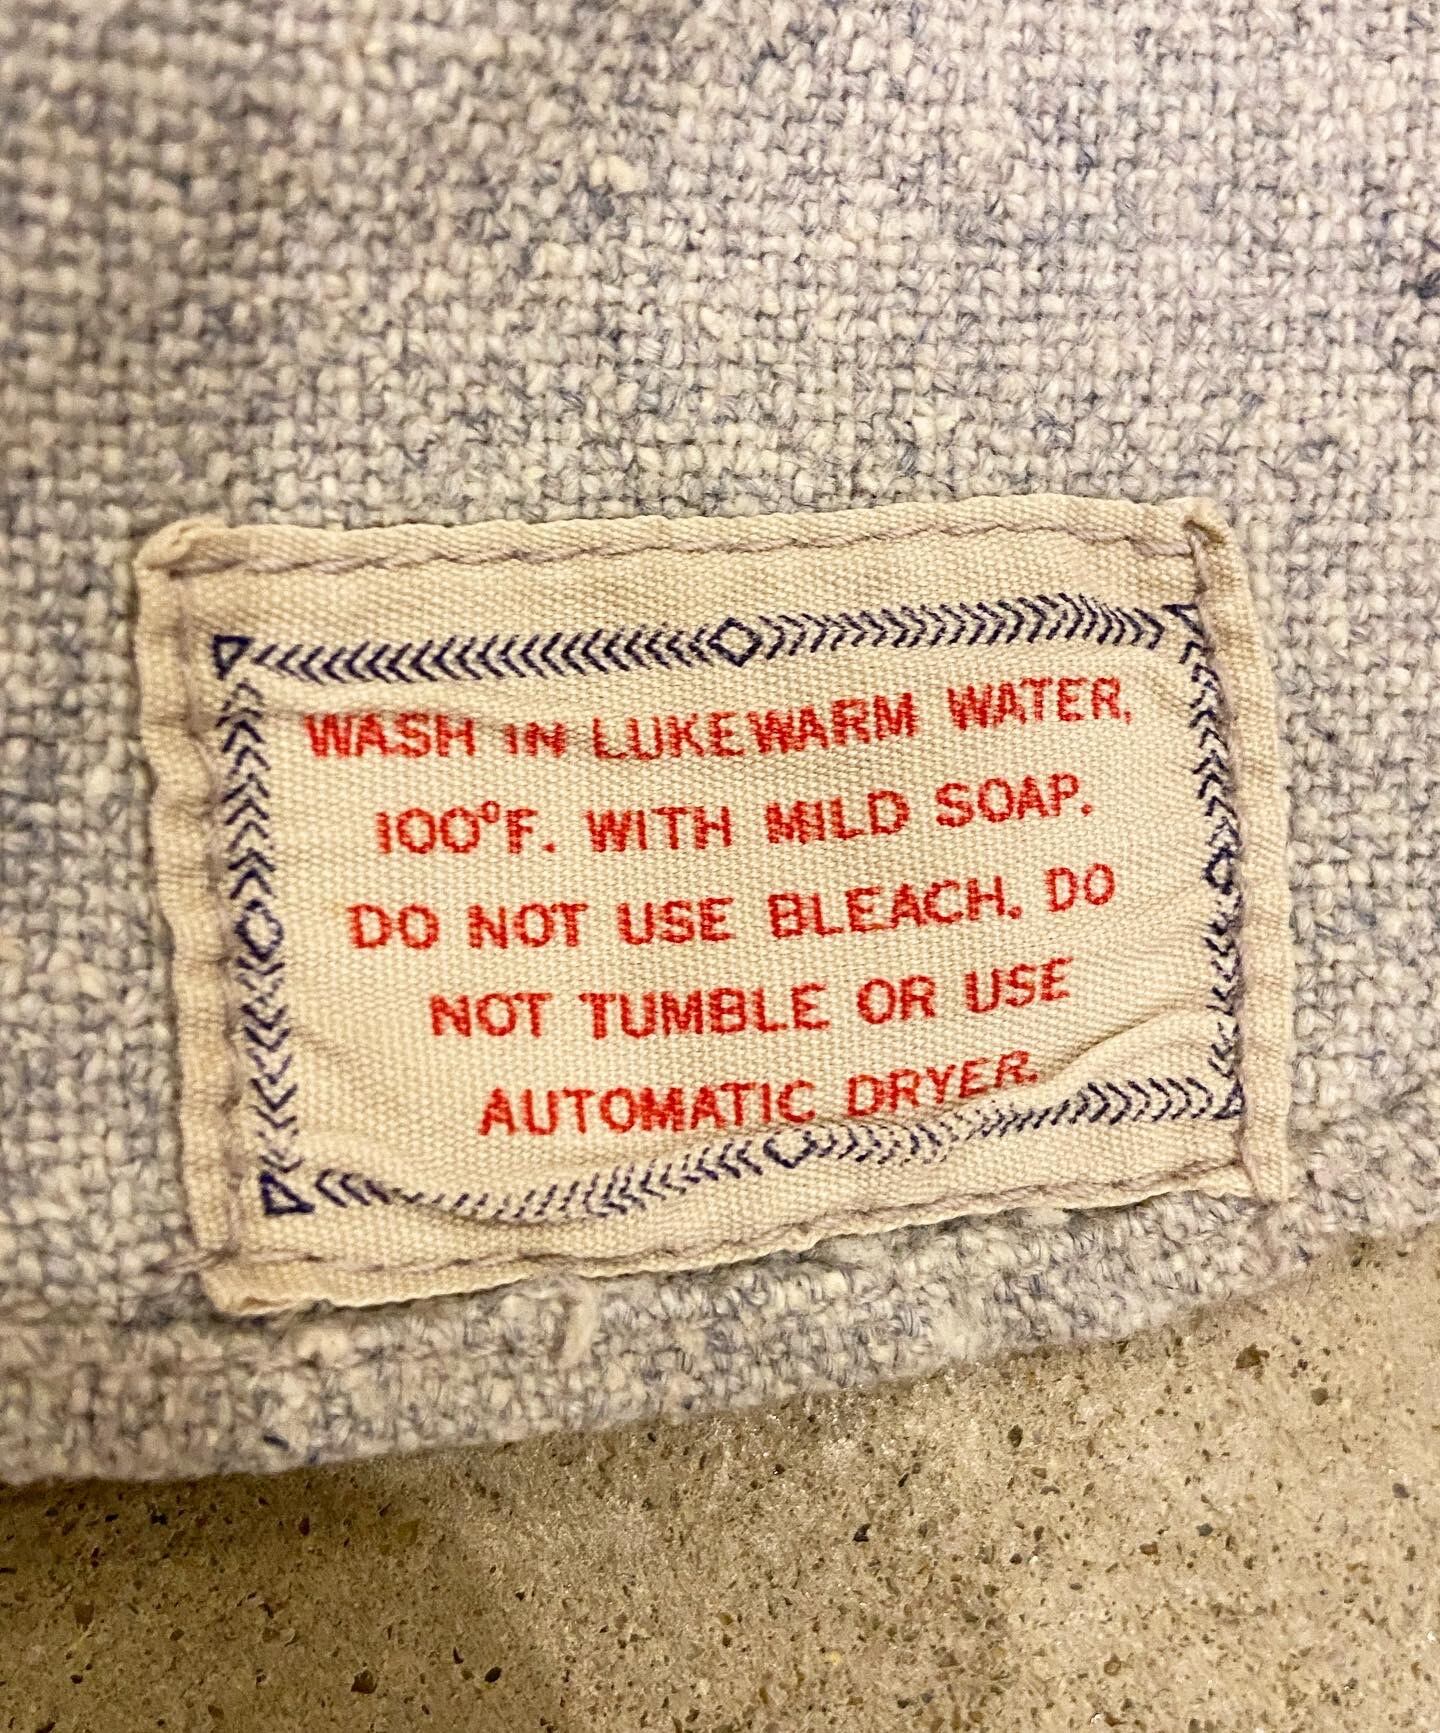 WASH IN LUKEWARM WATER,
100°F. WITH MILD SOAP.
DO NOT USE BLEACH. DO
NOT TUMBLE OR USE
AUTOMATIC DRYER.